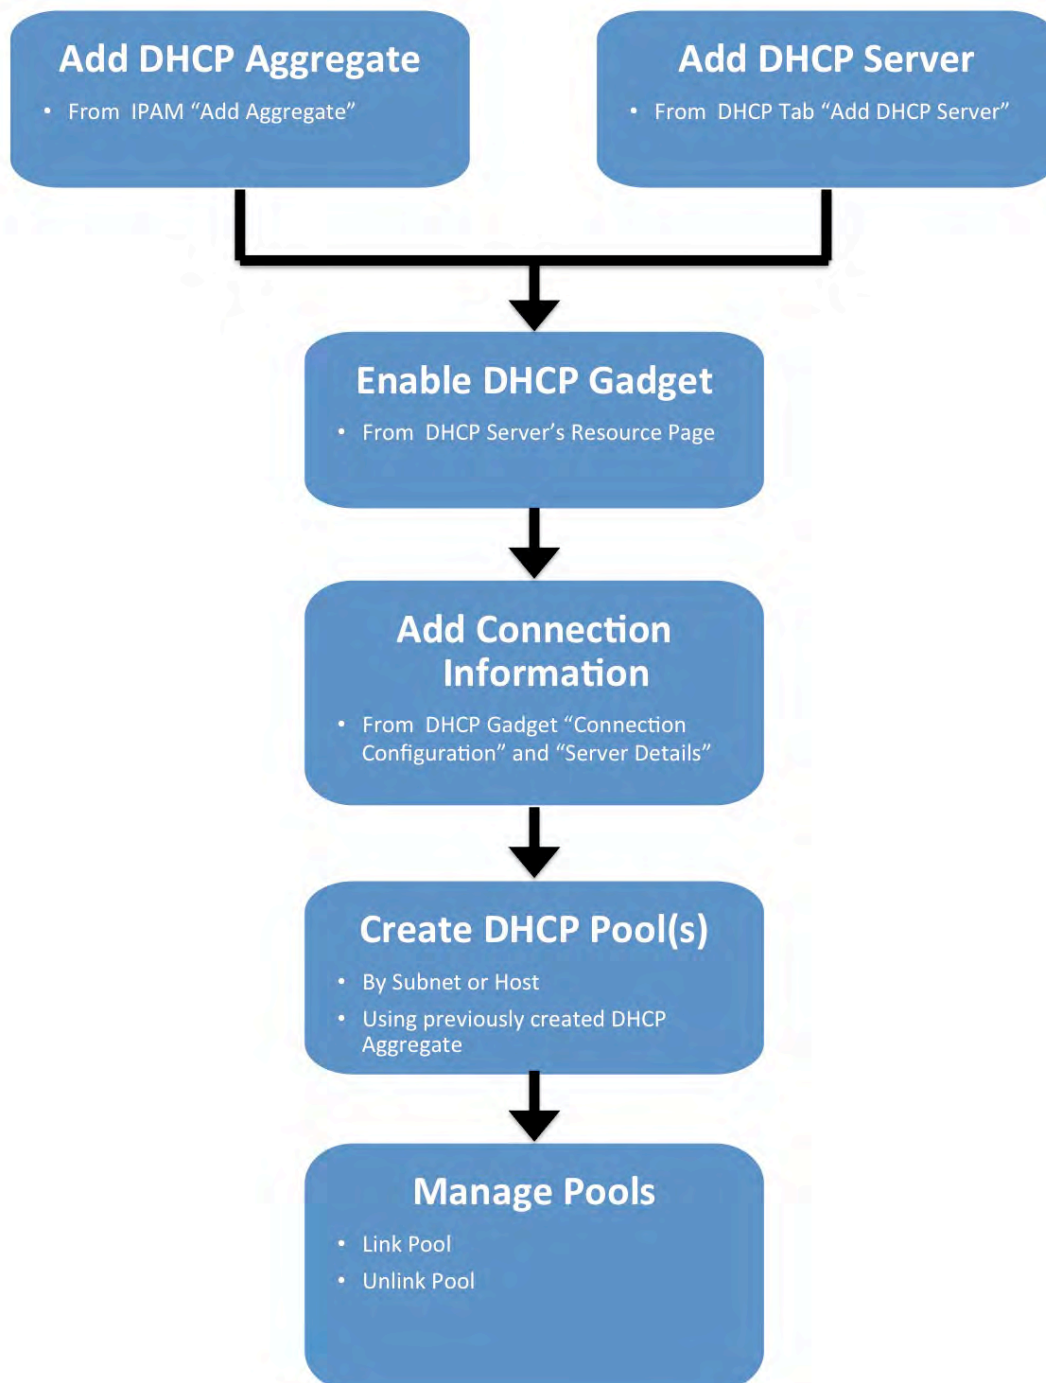 Add DHCP Aggregate
• From IPAM “Add Aggregate”
Add DHCP Server
• From DHCP Tab “Add DHCP Server”
Enable DHCP Gadget
• From DHCP Server’s Resource Page
Add Connection
Information
• From DHCP Gadget “Connection
Configuration” and “Server Details”
Create DHCP Pool(s)
• By Subnet or Host
• Using previously created DHCP
Aggregate
Manage Pools
• Link Pool
• Unlink Pool